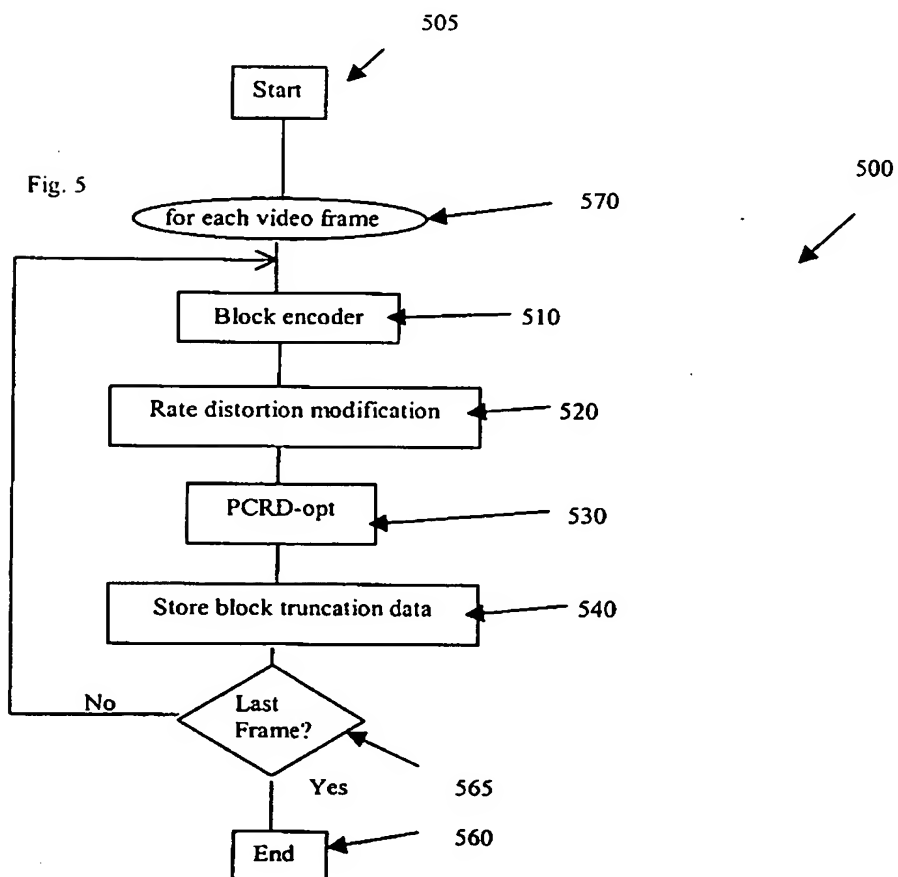 505
Start
500
Fig. 5
570
for each video frame
Block encoder
510
Rate distortion modification
520
PCRD-opt
530
Store block truncation data
540
No
Last
Frame?
Yes
565
560
End